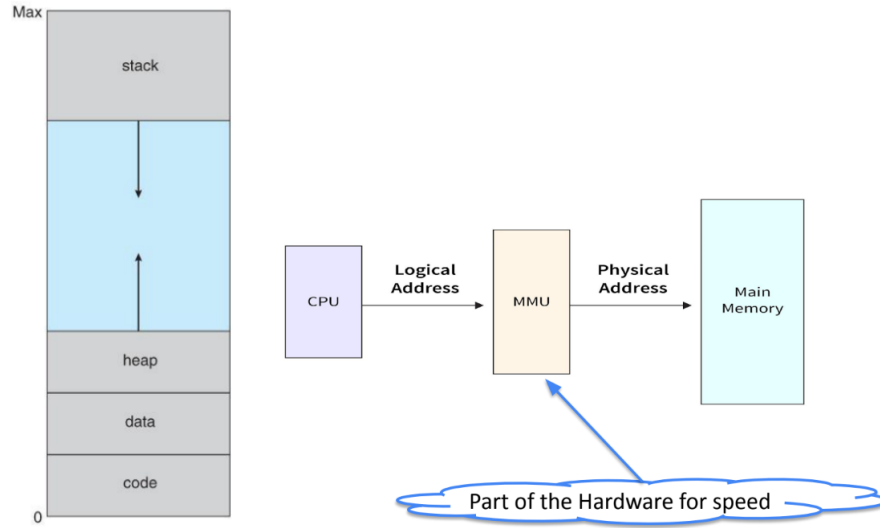 Max
stack
heap
data
code
0
CPU
Logical
Address
MMU
Physical
Address
Main
Memory
Part of the Hardware for speed